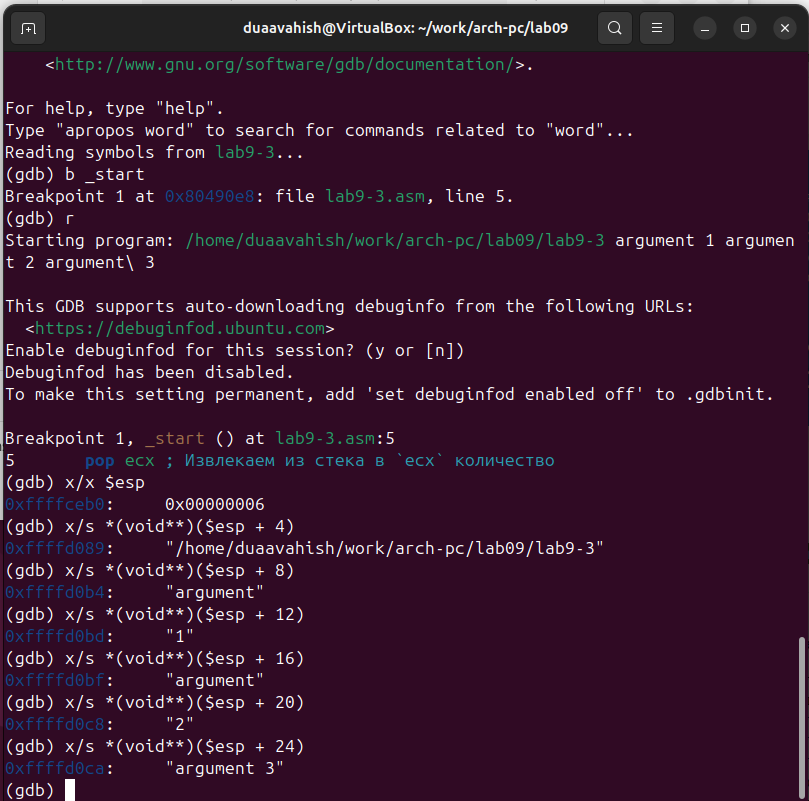 duaavahish@VirtualBox: ~/work/arch-pc/lab09
<http://www.gnu.org/software/gdb/documentation/>.
For help, type "help".
Type "apropos word" to search for commands related to "word"...
Reading symbols from lab9-3...
(gdb) b _start
Breakpoint 1 at 0x80490e8: file lab9-3.asm, line 5.
(gdb) r
Starting program: /home/duaavahish/work/arch-pc/lab09/lab9-3 argument 1 argumen
t 2 argument\ 3
This GDB supports auto-downloading debuginfo from the following URLs:
<https://debuginfod.ubuntu.com>
Enable debuginfod for this session? (y or [n])
Debuginfod has been disabled.
To make this setting permanent, add 'set debuginfod enabled off' to .gdbinit.
Breakpoint 1, _start () at lab9-3.asm:5
5 pop ecx ; Извлекаем из стека в `ecx` количество
(gdb) x/x $esp
0xffffceb0: 0x00000006
(gdb) x/s *(void**)($esp + 4)
0xffffd089: "/home/duaavahish/work/arch-pc/lab09/lab9-3"
(gdb) x/s *(void**)($esp + 8)
0xffffd0b4: "argument"
(gdb) x/s *(void**)($esp + 12)
0xffffd0bd: "1"
(gdb) x/s *(void**)($esp + 16)
0xffffd0bf: "argument"
(gdb) x/s *(void**)($esp + 20)
0xffffd0c8: "2"
(gdb) x/s *(void**)($esp + 24)
0xffffd0ca: "argument 3"
(gdb)